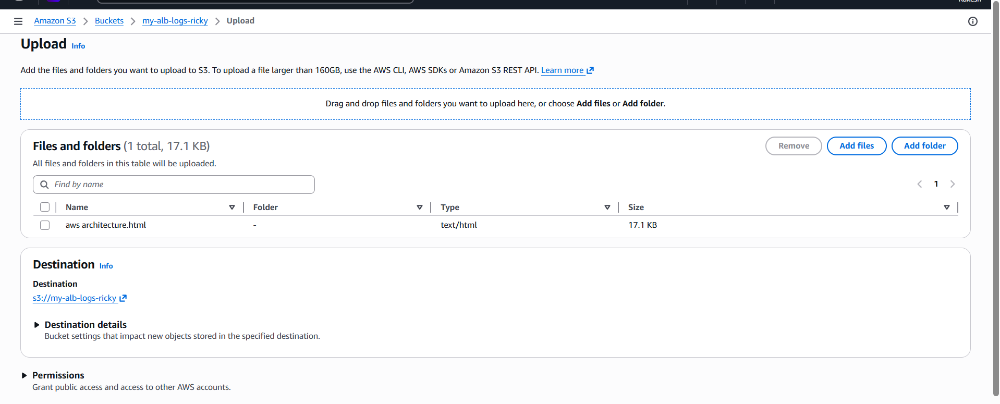 Rakesh
Amazon S3 > Buckets > my-alb-logs-ricky > Upload
Upload Info
Add the files and folders you want to upload to S3. To upload a file larger than 160GB, use the AWS CLI, AWS SDKs or Amazon S3 REST API. Learn more
Drag and drop files and folders you want to upload here, or choose Add files or Add folder.
Files and folders (1 total, 17.1 KB)
Remove
Add files
Add folder
All files and folders in this table will be uploaded.
Find by name
1
Name Folder Type Size
aws architecture.html - text/html 17.1 KB
Destination Info
Destination
s3://my-alb-logs-ricky
Destination details
Bucket settings that impact new objects stored in the specified destination.
Permissions
Grant public access and access to other AWS accounts.